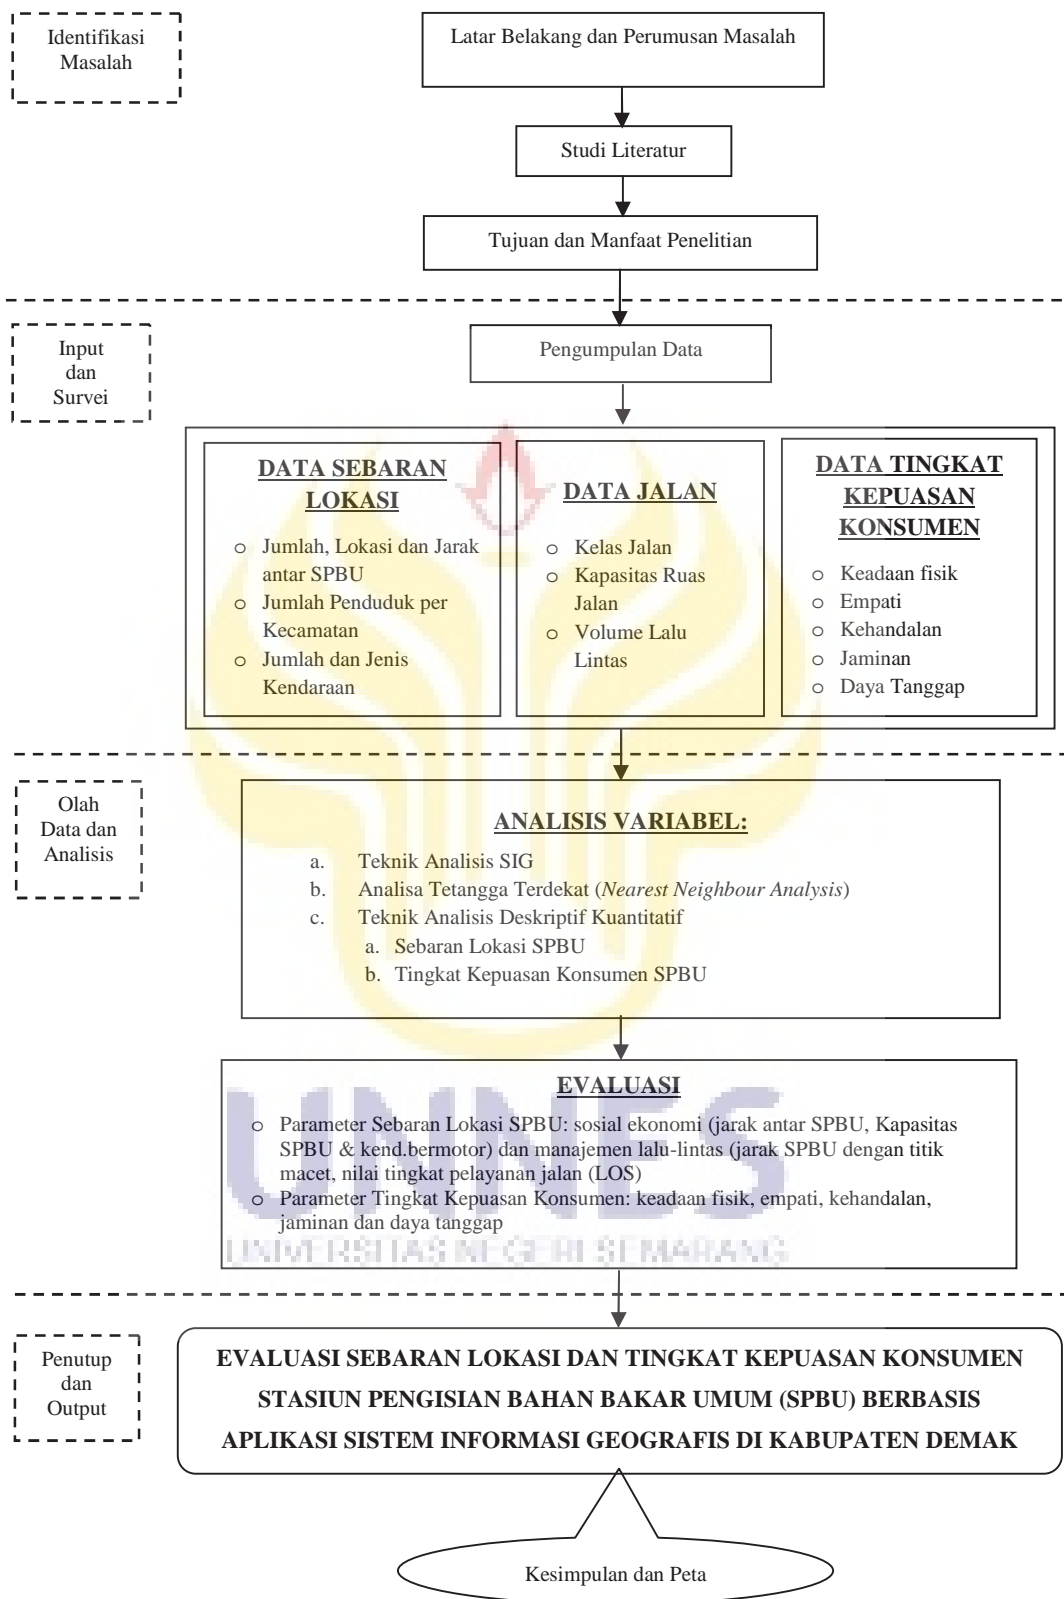 Identifikasi
Masalah
Latar Belakang dan Perumusan Masalah
Studi Literatur
Tujuan dan Manfaat Penelitian
Input
dan
Survei
Pengumpulan Data
DATA SEBARAN
LOKASI
o Jumlah, Lokasi dan Jarak
antar SPBU
o Jumlah Penduduk per
Kecamatan
o Jumlah dan Jenis
Kendaraan
DATA JALAN
o Kelas Jalan
o Kapasitas Ruas
Jalan
o Volume Lalu
Lintas
DATA TINGKAT
KEPUASAN
KONSUMEN
o Keadaan fisik
o Empati
o Kehandalan
o Jaminan
o Daya Tanggap
Olah
Data dan
Analisis
ANALISIS VARIABEL:
a. Teknik Analisis SIG
b. Analisa Tetangga Terdekat (Nearest Neighbour Analysis)
c. Teknik Analisis Deskriptif Kuantitatif
a. Sebaran Lokasi SPBU
b. Tingkat Kepuasan Konsumen SPBU
EVALUASI
o Parameter Sebaran Lokasi SPBU: sosial ekonomi (jarak antar SPBU, Kapasitas
SPBU & kend.bermotor) dan manajemen lalu-lintas (jarak SPBU dengan titik
macet, nilai tingkat pelayanan jalan (LOS)
o Parameter Tingkat Kepuasan Konsumen: keadaan fisik, empati, kehandalan,
jaminan dan daya tanggap
UNNES
UNIVERSITAS NEGERI SEMARANG
Penutup
dan
Output
EVALUASI SEBARAN LOKASI DAN TINGKAT KEPUASAN KONSUMEN
STASIUN PENGISIAN BAHAN BAKAR UMUM (SPBU) BERBASIS
APLIKASI SISTEM INFORMASI GEOGRAFIS DI KABUPATEN DEMAK
Kesimpulan dan Peta